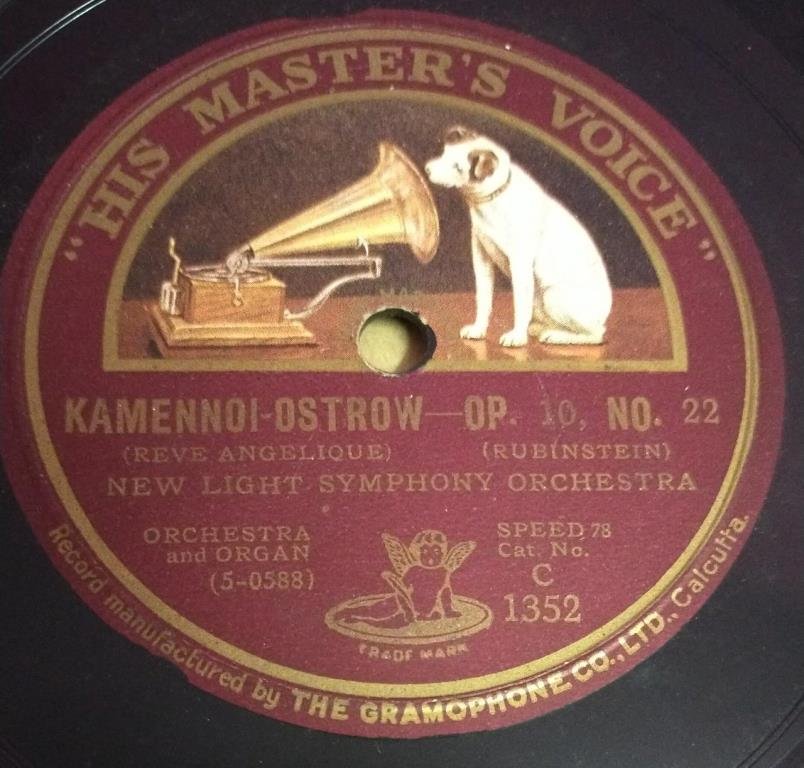 "HIS MASTER'S VOICE"
KAMENNOI-OSTROW—OP. 10, NO. 22
(REVE ANGELIQUE) (RUBINSTEIN)
NEW LIGHT SYMPHONY ORCHESTRA
ORCHESTRA
and ORGAN
(5-0588)
SPEED 78
Cat. No.
C
1352
TRADE MARK
Record manufactured by THE GRAMOPHONE CO., LTD., Calcutta.